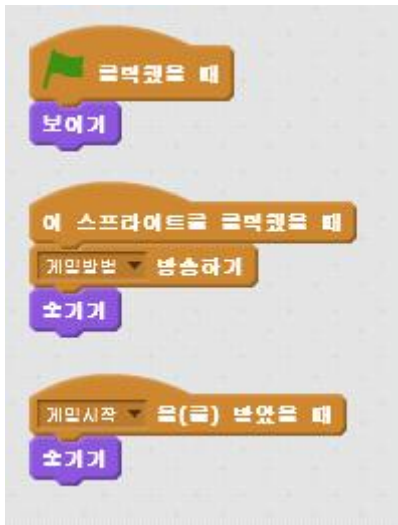 클릭했을 때
보이기
이 스프라이트를 클릭했을 때
게임방법 방송하기
숨기기
게임시작 을(를) 받았을 때
숨기기